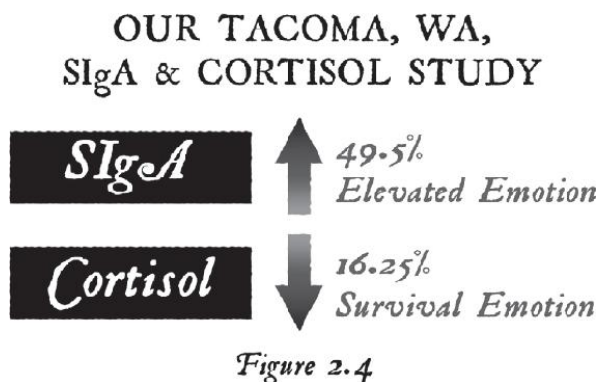 OUR TACOMA, WA,
SIgA & CORTISOL STUDY
SIgA
49.5%
Elevated Emotion
Cortisol
16.25%
Survival Emotion
Figure 2.4